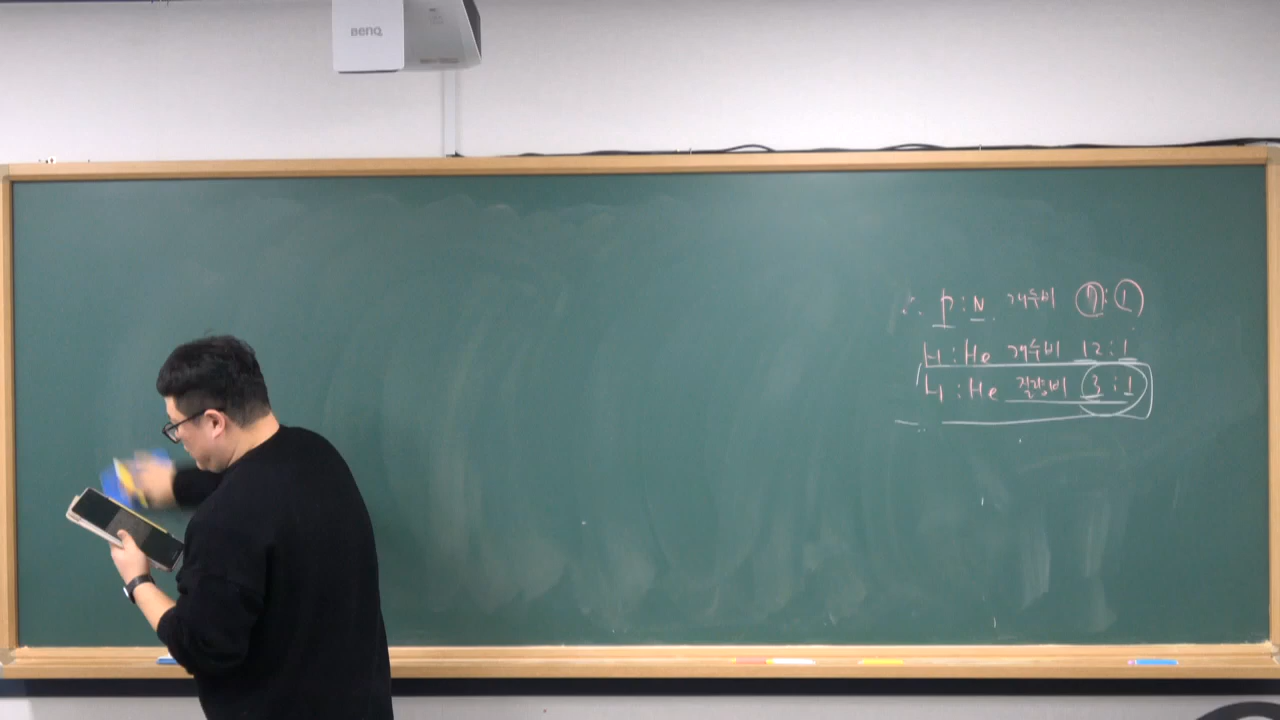 BenQ
∴ P : N 개수비 7 : 1
H : He 개수비 12 : 1
H : He 질량비 3 : 1